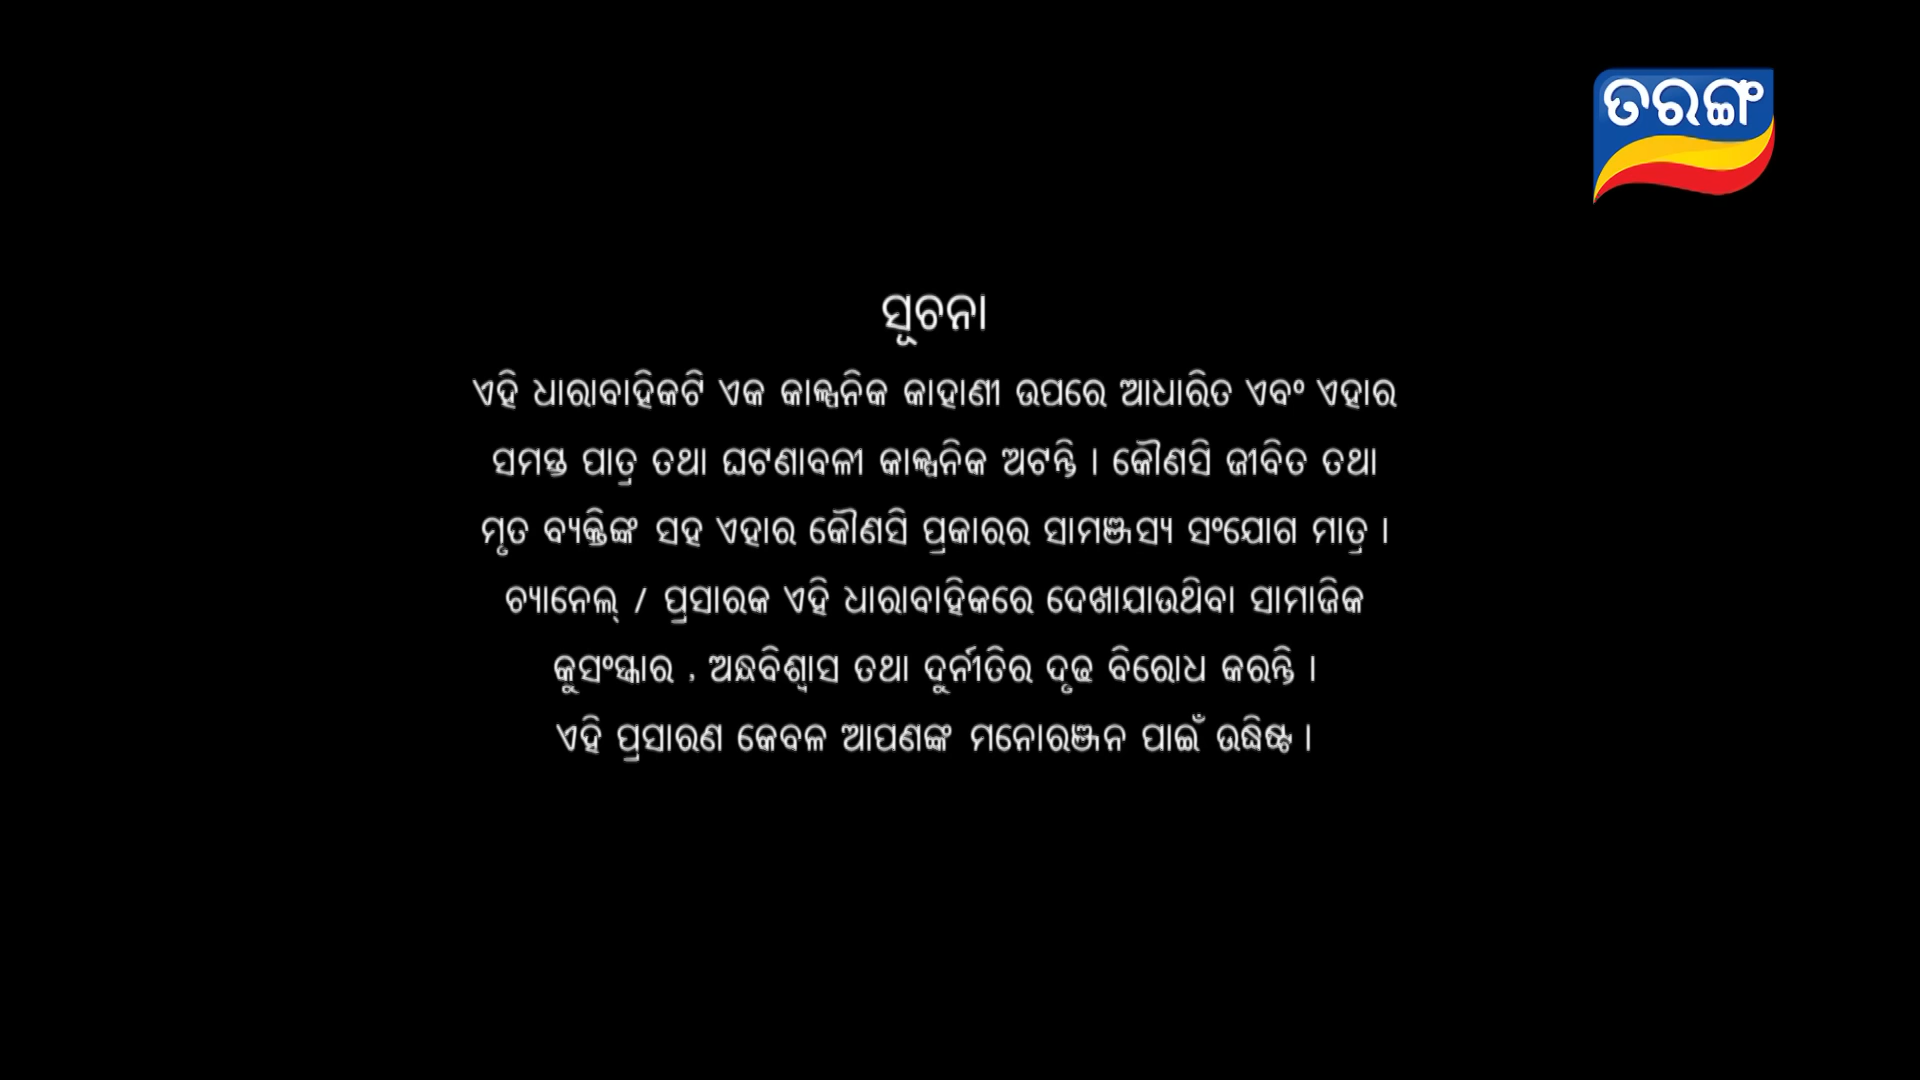 ତରଙ୍ଗ
ସୂଚନା
ଏହି ଧାରାବାହିକଟି ଏକ କାଳ୍ପନିକ କାହାଣୀ ଉପରେ ଆଧାରିତ ଏବଂ ଏହାର
ସମସ୍ତ ପାତ୍ର ତଥା ଘଟଣାବଳୀ କାଳ୍ପନିକ ଅଟନ୍ତି । କୌଣସି ଜୀବିତ ତଥା
ମୃତ ବ୍ୟକ୍ତିଙ୍କ ସହ ଏହାର କୌଣସି ପ୍ରକାରର ସାମଞ୍ଜସ୍ୟ ସଂଯୋଗ ମାତ୍ର ।
ଚ୍ୟାନେଲ୍ / ପ୍ରସାରକ ଏହି ଧାରାବାହିକରେ ଦେଖାଯାଉଥିବା ସାମାଜିକ
କୁସଂସ୍କାର , ଅନ୍ଧବିଶ୍ୱାସ ତଥା ଦୁର୍ନୀତିର ଦୃଢ ବିରୋଧ କରନ୍ତି ।
ଏହି ପ୍ରସାରଣ କେବଳ ଆପଣଙ୍କ ମନୋରଞ୍ଜନ ପାଇଁ ଉଦ୍ଧିଷ୍ଟ ।